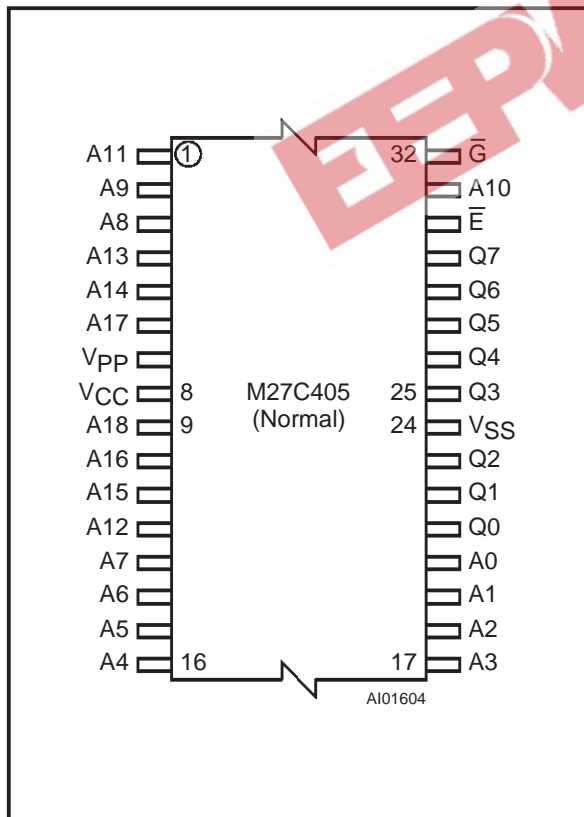 EEPW
A11 1 32 G̅
A9 A10
A8 E̅
A13 Q7
A14 Q6
A17 Q5
VPP Q4
VCC 8 M27C405 25 Q3
A18 9 (Normal) 24 VSS
A16 Q2
A15 Q1
A12 Q0
A7 A0
A6 A1
A5 A2
A4 16 17 A3
AI01604